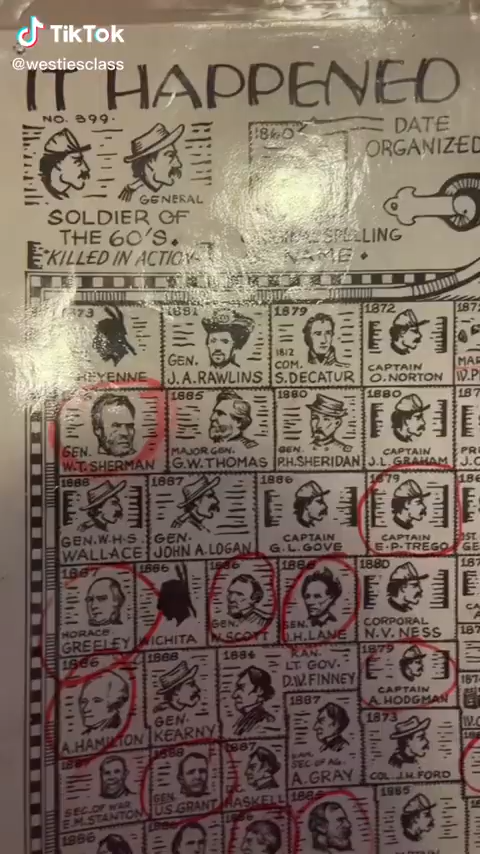 TikTok
@westiesclass
IT HAPPENED
NO. 899.
1860
DATE
ORGANIZED
GENERAL
SOLDIER OF
THE 60'S.
"KILLED IN ACTION"
SPELLING
NAME
1881
GEN.
J.A.RAWLINS
1879
1812
COM.
S.DECATUR
1872
CAPTAIN
O.NORTON
1872
GEN.
W.T.SHERMAN
1885
MAJOR GEN.
G.W.THOMAS
1880
GEN.
P.H.SHERIDAN
1880
CAPTAIN
J.L.GRAHAM
1888
GEN.W.H.S.
WALLACE
1887
GEN.
JOHN A.LOGAN
1886
CAPTAIN
G.L.GOVE
1879
CAPTAIN
E.P.TREGO
1887
HORACE
GREELEY
1886
WICHITA
1886
GEN.
W.SCOTT
GEN.
J.H.LANE
1880
CORPORAL
N.V.NESS
1886
A.HAMILTON
1888
GEN.
KEARNY
1884
KAN.
LT. GOV.
D.W.FINNEY
1879
CAPTAIN
A.HODGMAN
SEC.OF WAR
E.M.STANTON
1888
GEN.
U.S.GRANT
1887
HASKELL
1887
SEC.OF AG.
A.GRAY
1873
COL J.H.FORD
1886
1885